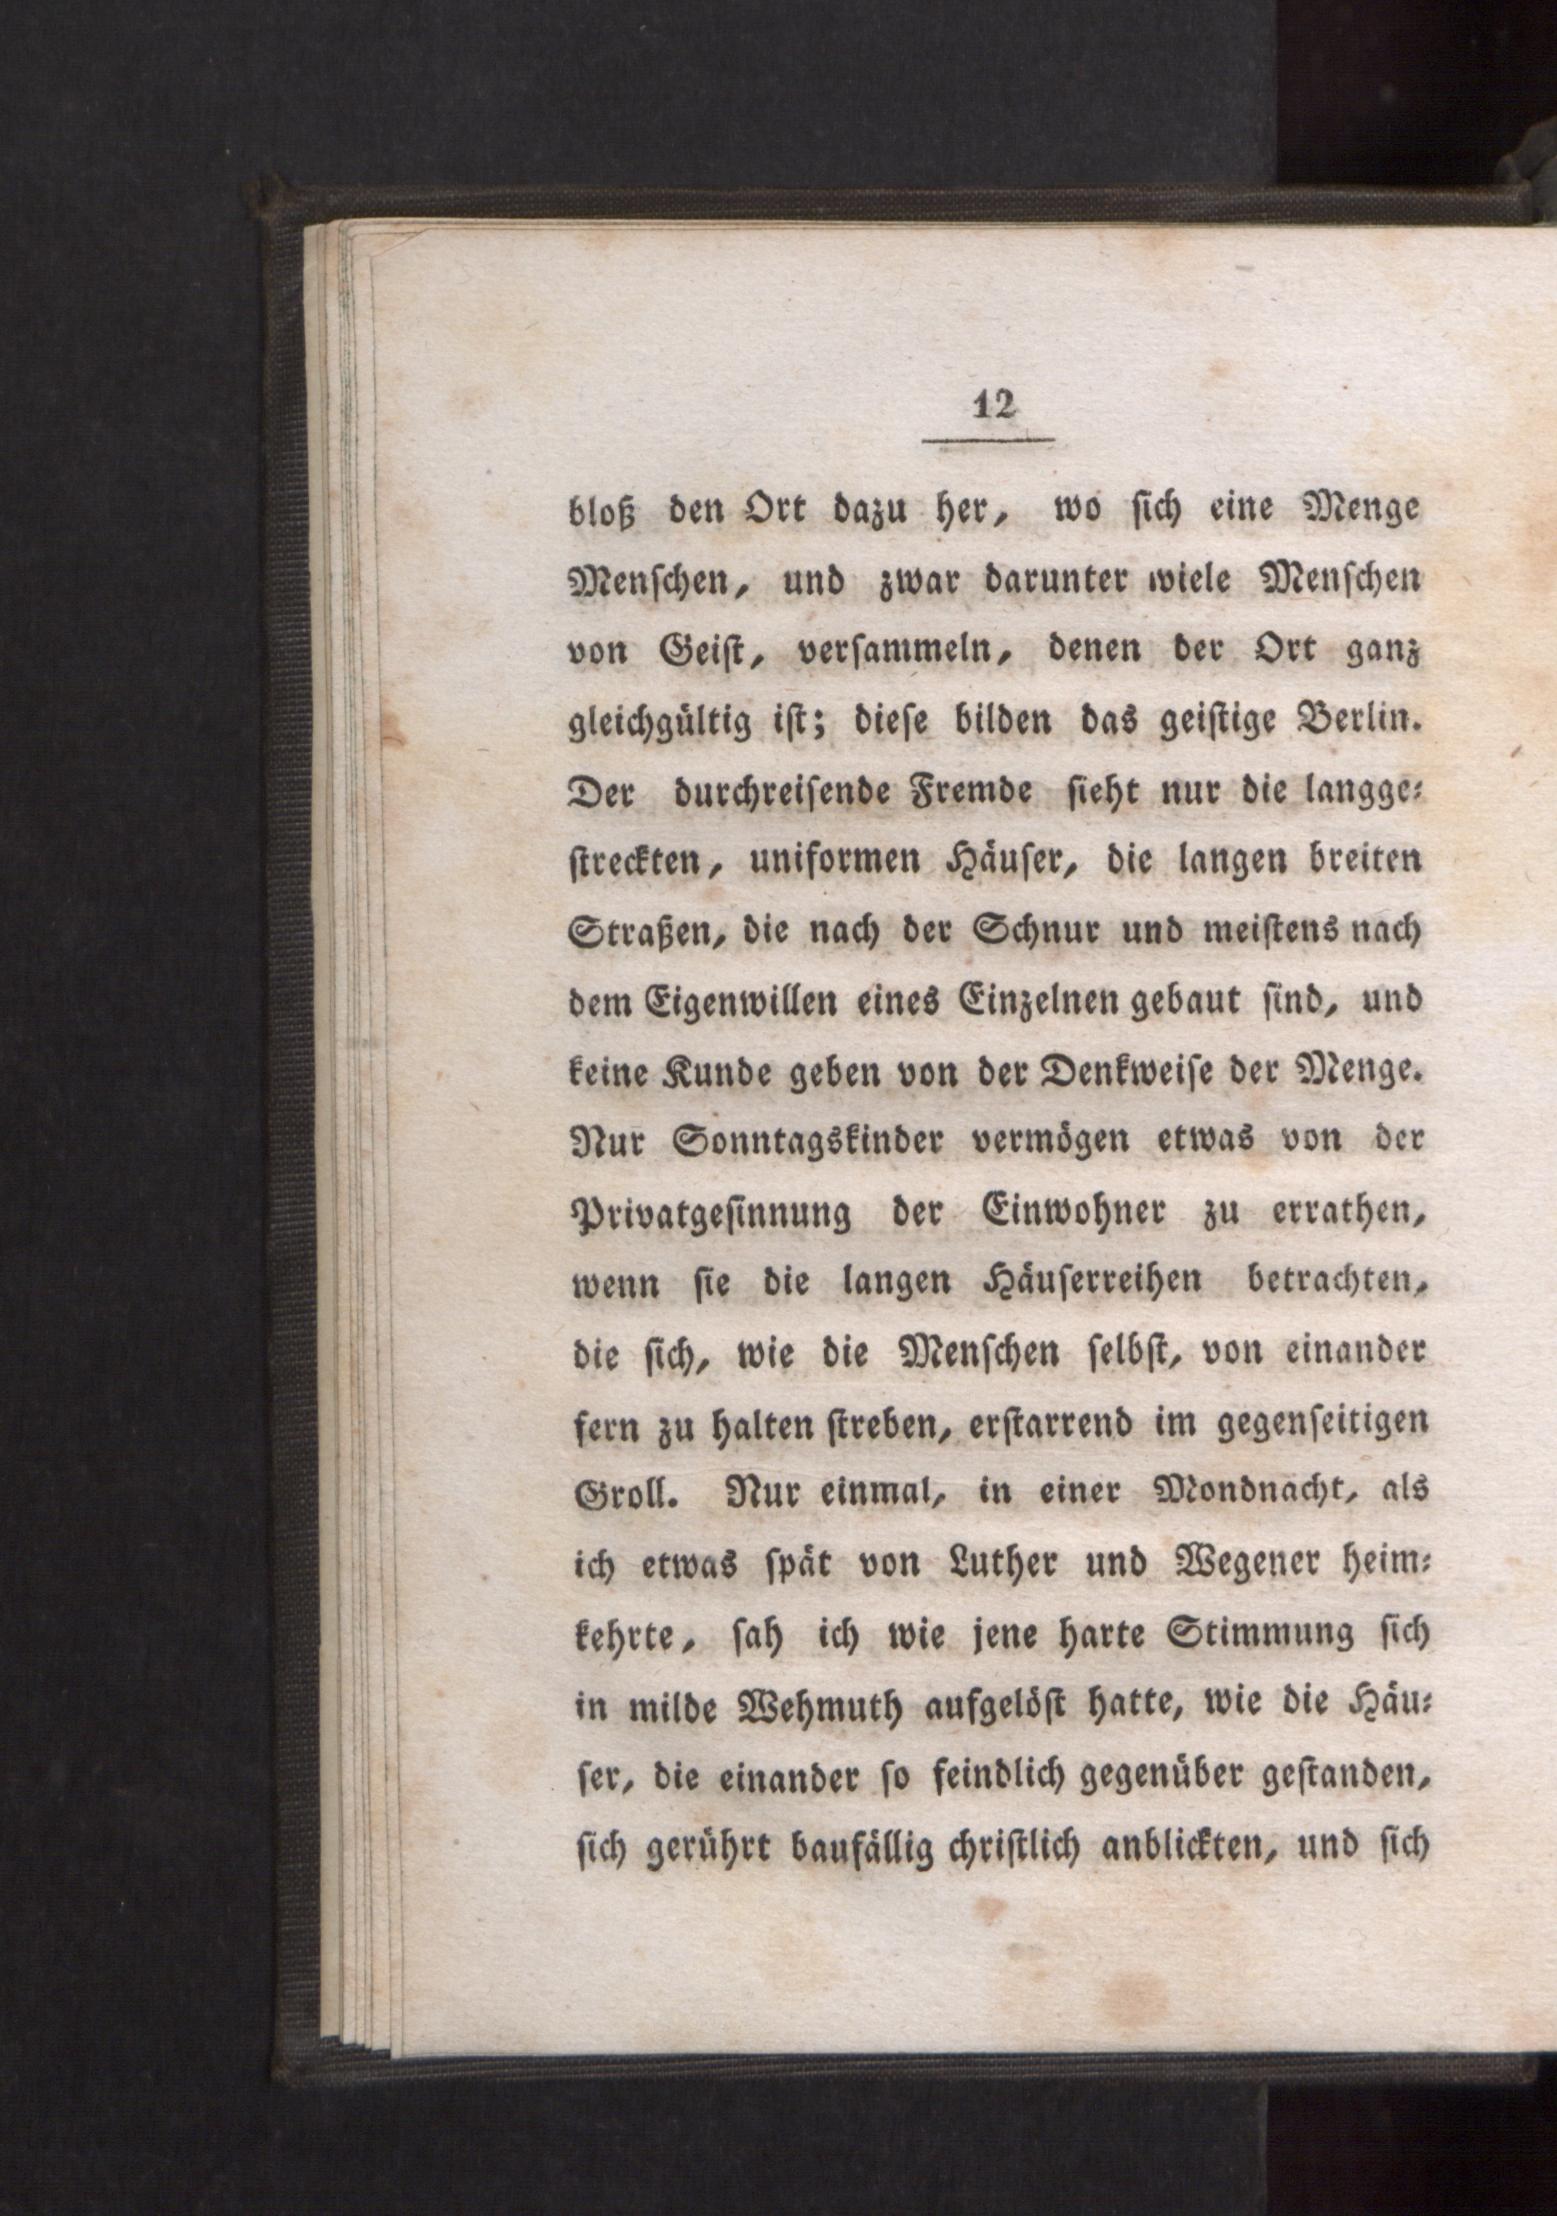 12
bloß den Ort dazu her, wo ſich eine Menge
Menſchen, und zwar darunter wiele Menſchen
von Geiſt, verſammeln, denen der Ort ganz
gleichgültig iſt; dieſe bilden das geiſtige Berlin.
Der durchreiſende Fremde ſieht nur die langge⸗
ſtreckten, uniformen Häuſer, die langen breiten
Straßen, die nach der Schnur und meiſtens nach
dem Eigenwillen eines Einzelnen gebaut ſind, und
keine Kunde geben von der Denkweiſe der Menge.
Nur Sonntagskinder vermögen etwas von der
Privatgeſinnung der Einwohner zu errathen,
wenn ſie die langen Häuſerreihen betrachten,
die ſich, wie die Menſchen ſelbſt, von einander
fern zu halten ſtreben, erſtarrend im gegenſeitigen
Groll. Nur einmal, in einer Mondnacht, als
ich etwas ſpät von Luther und Wegener heim⸗
kehrte, ſah ich wie jene harte Stimmung ſich
in milde Wehmuth aufgelöſt hatte, wie die Häu⸗
ſer, die einander ſo feindlich gegenüber geſtanden,
ſich gerührt baufällig chriſtlich anblickten, und ſich